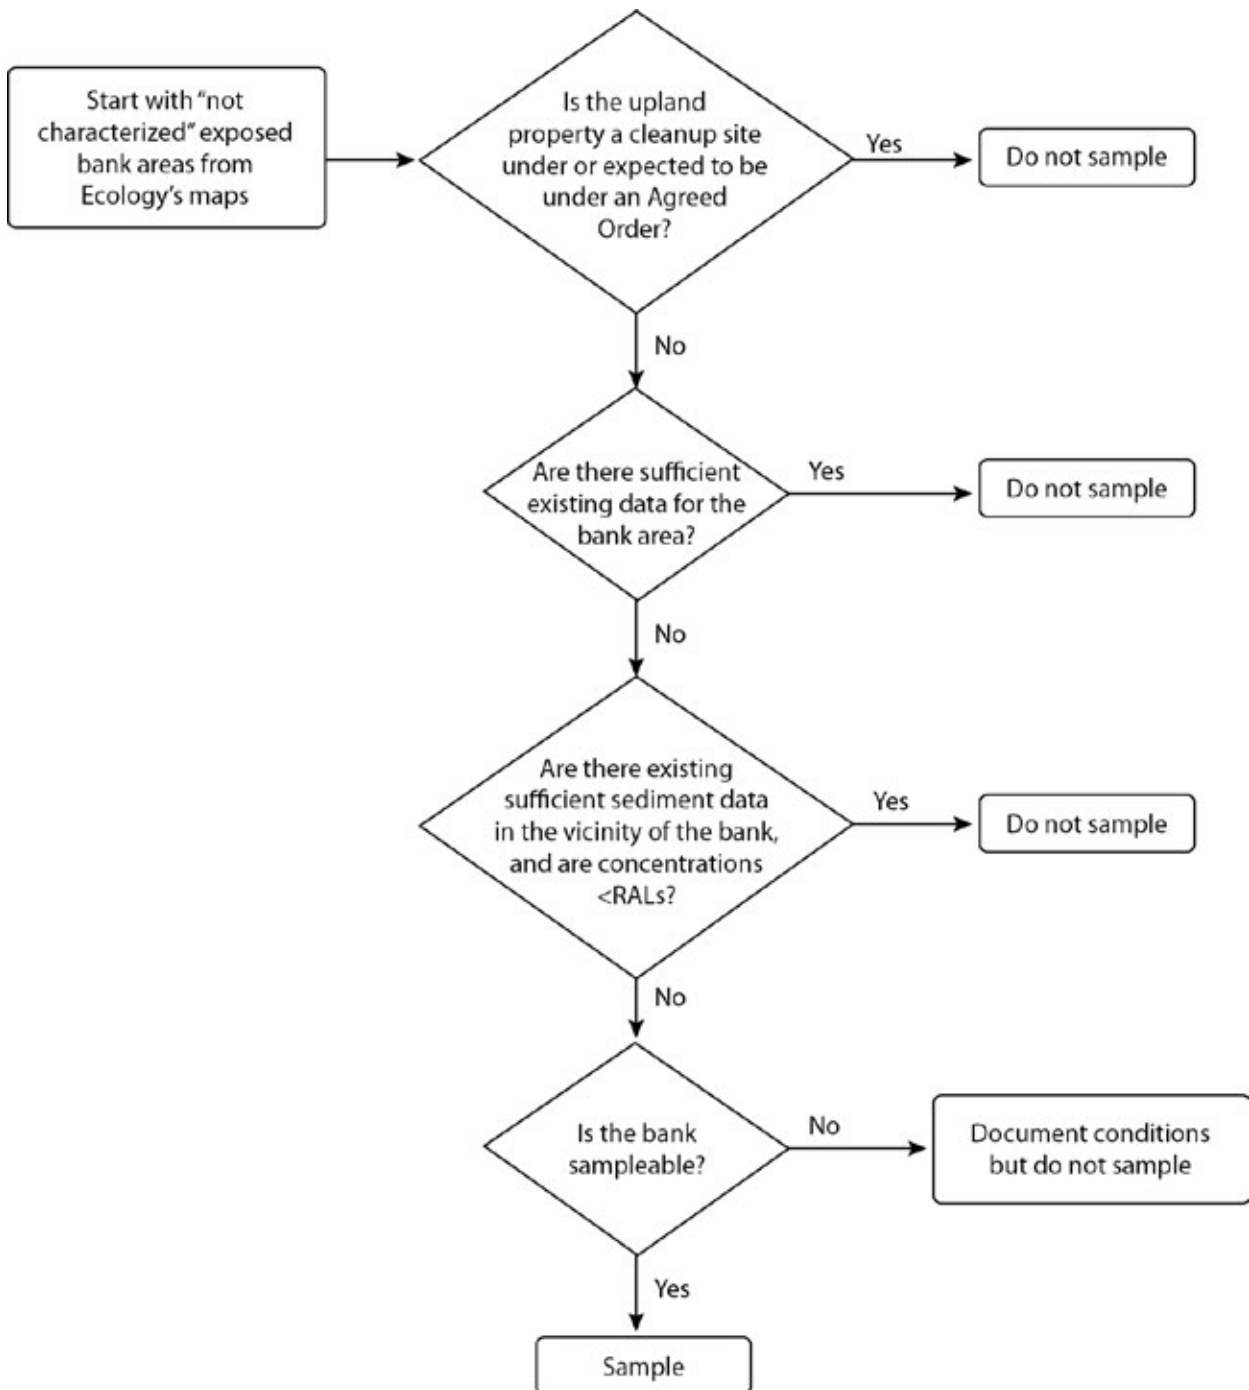 Start with “not
characterized” exposed
bank areas from
Ecology’s maps
Is the upland
property a cleanup site
under or expected to be
under an Agreed
Order?
Yes
Do not sample
No
Are there sufficient
existing data for the
bank area?
Yes
Do not sample
No
Are there existing
sufficient sediment data
in the vicinity of the bank,
and are concentrations
<RALs?
Yes
Do not sample
No
Is the bank
sampleable?
No
Document conditions
but do not sample
Yes
Sample